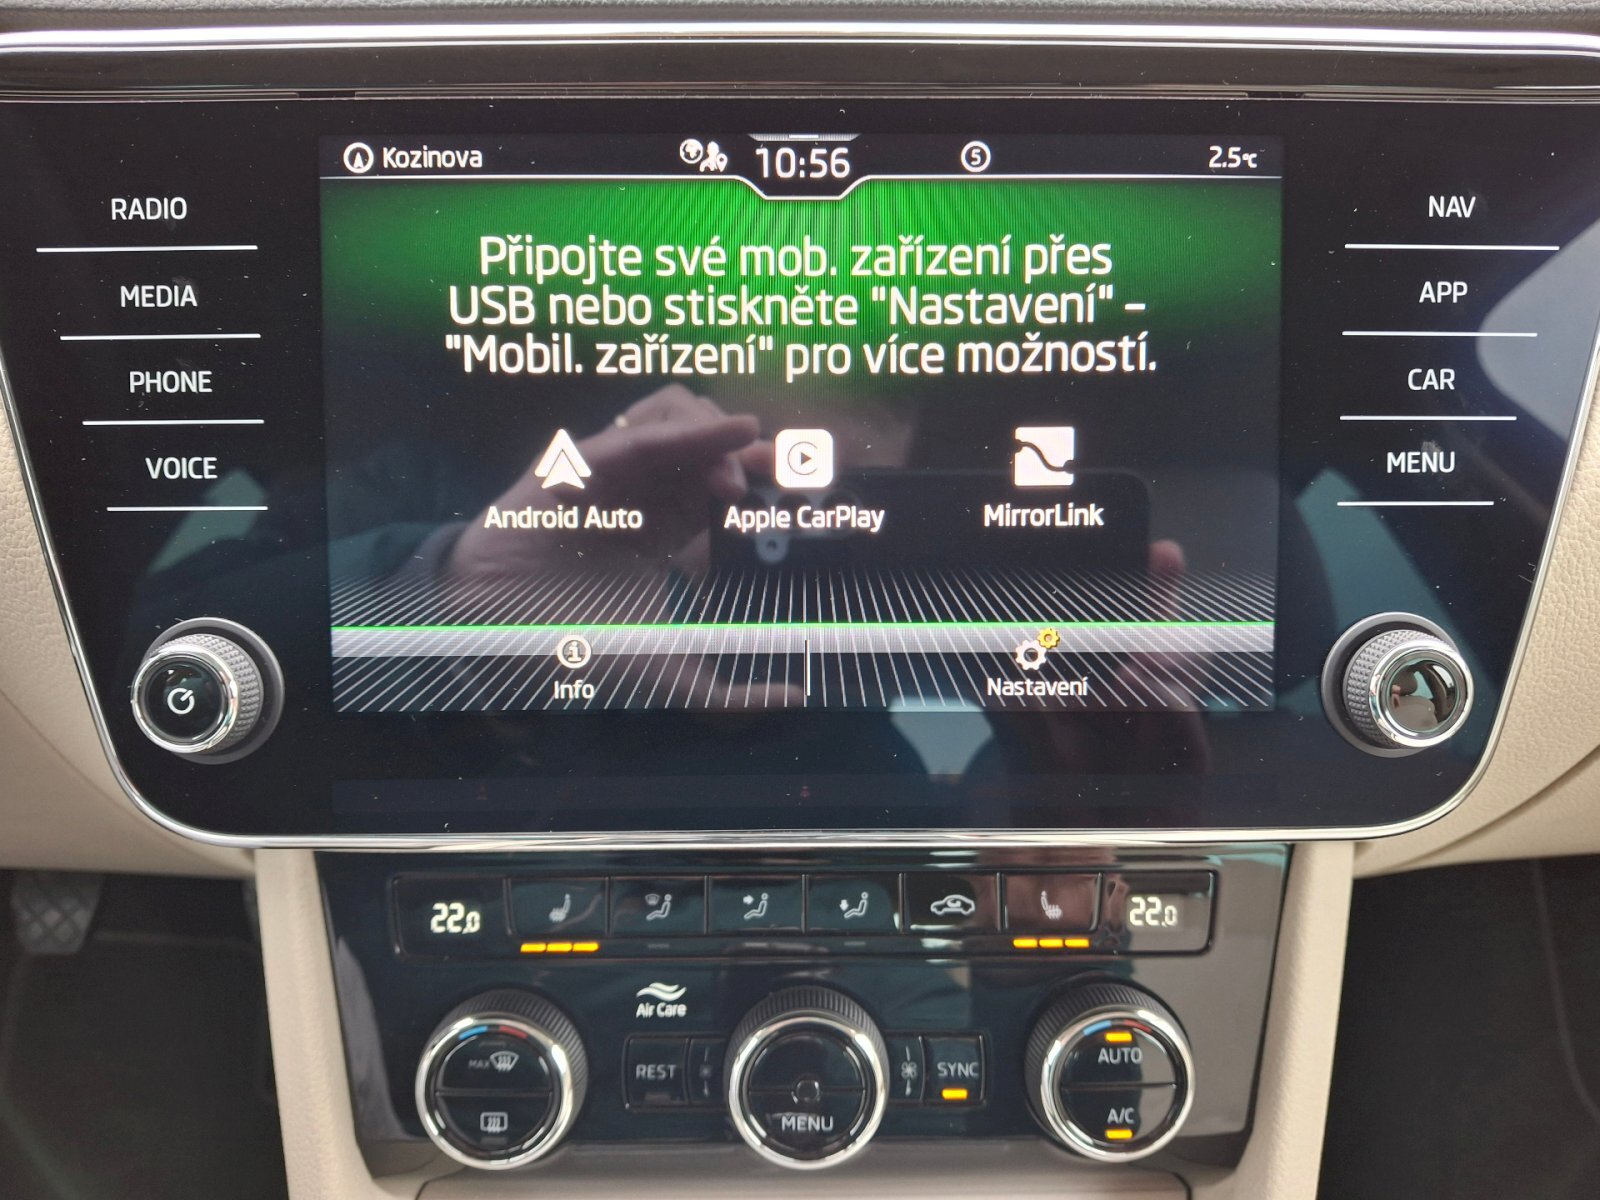 Kozinova
10:56
5
2.5°C
RADIO
MEDIA
PHONE
VOICE
NAV
APP
CAR
MENU
Připojte své mob. zařízení přes
USB nebo stiskněte "Nastavení" –
"Mobil. zařízení" pro více možností.
Android Auto
Apple CarPlay
MirrorLink
Info
Nastavení
22.0
22.0
Air Care
MAX
REST
MENU
SYNC
AUTO
A/C